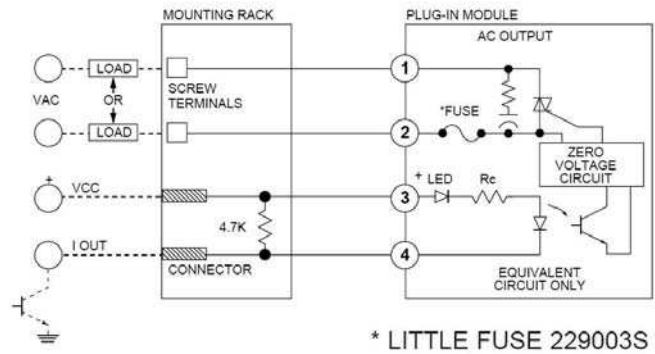 MOUNTING RACK
PLUG-IN MODULE
AC OUTPUT
LOAD
1
VAC
OR
SCREW
TERMINALS
*FUSE
LOAD
2
ZERO
VOLTAGE
CIRCUIT
+
VCC
3
+ LED
Rc
4.7K
I OUT
4
CONNECTOR
EQUIVALENT
CIRCUIT ONLY
* LITTLE FUSE 229003S